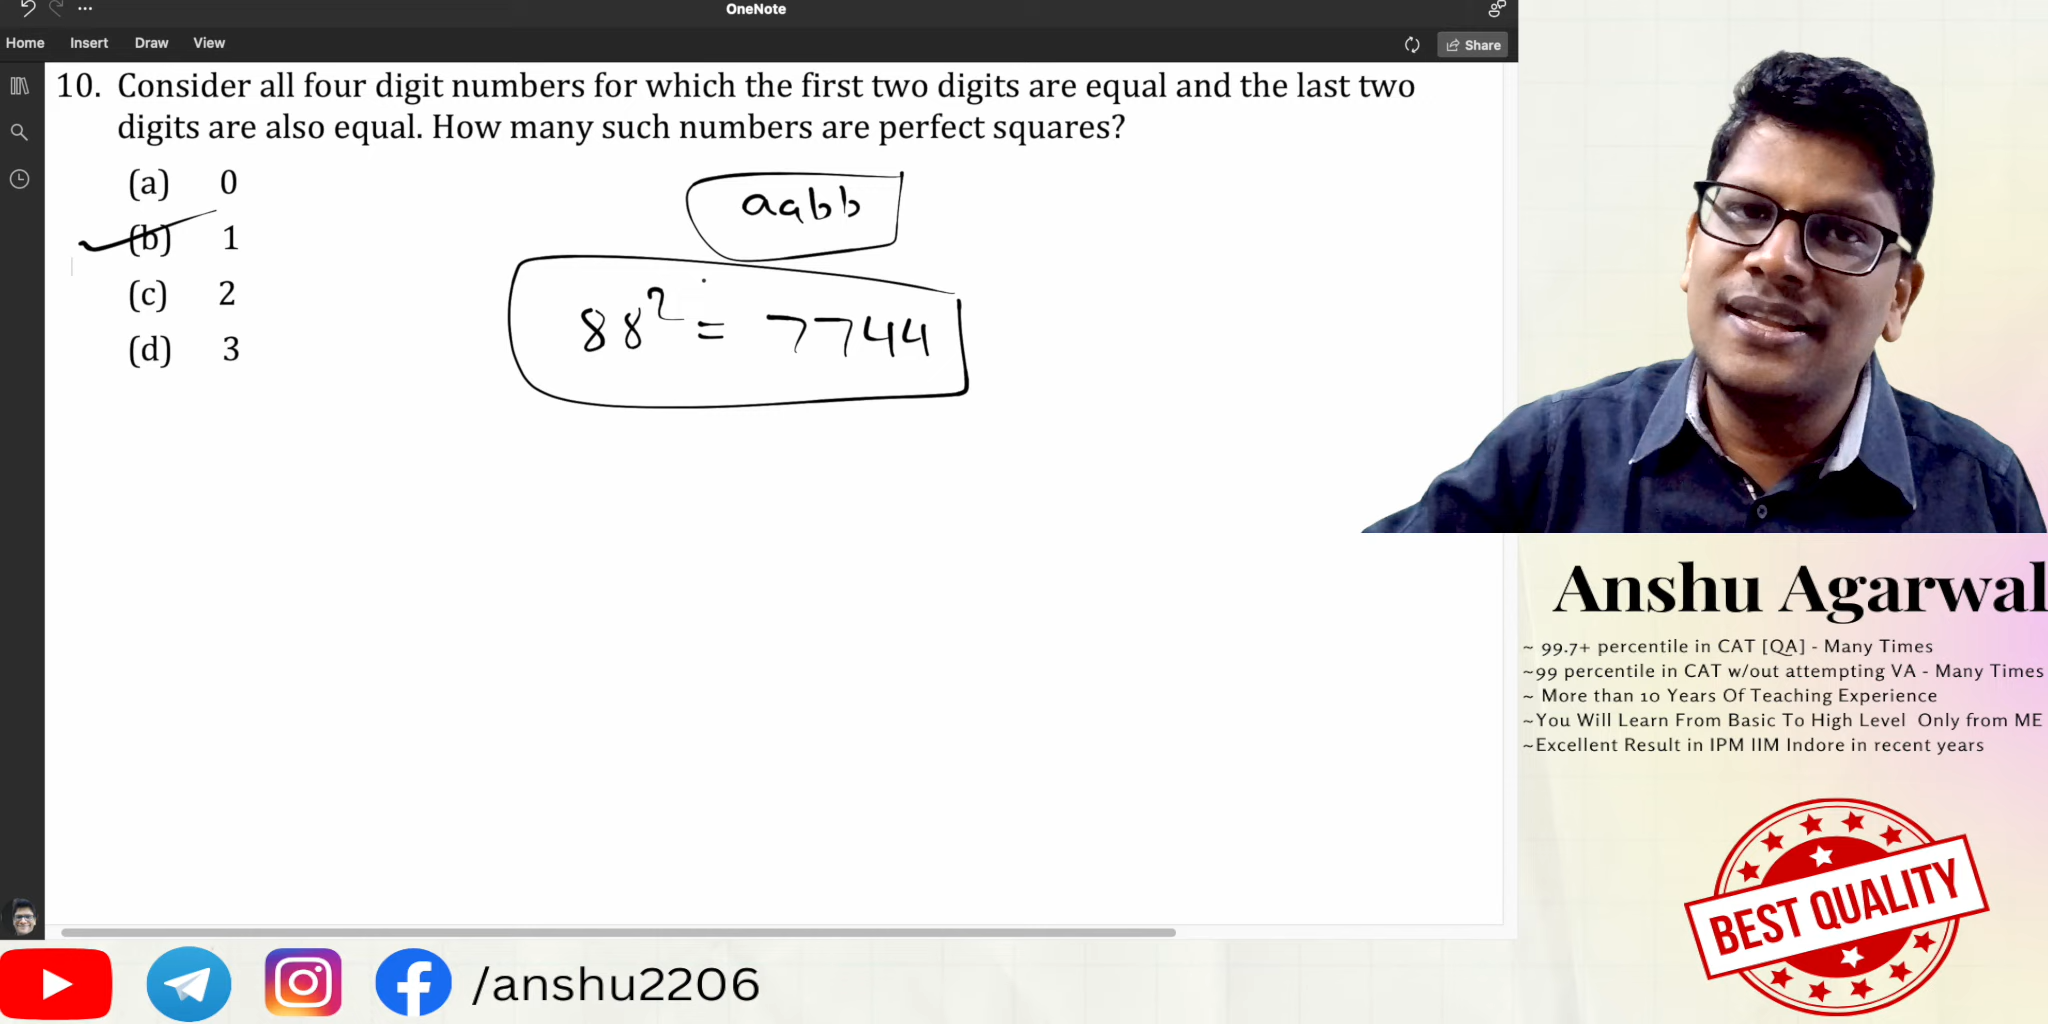 OneNote
Home Insert Draw View Share
10. Consider all four digit numbers for which the first two digits are equal and the last two
digits are also equal. How many such numbers are perfect squares?
(a) 0
(b) 1
(c) 2
(d) 3
aabb
88² = 7744
Anshu Agarwal
~ 99.7+ percentile in CAT [QA] - Many Times
~99 percentile in CAT w/out attempting VA - Many Times
~ More than 10 Years Of Teaching Experience
~You Will Learn From Basic To High Level Only from ME
~Excellent Result in IPM IIM Indore in recent years
BEST QUALITY
/anshu2206